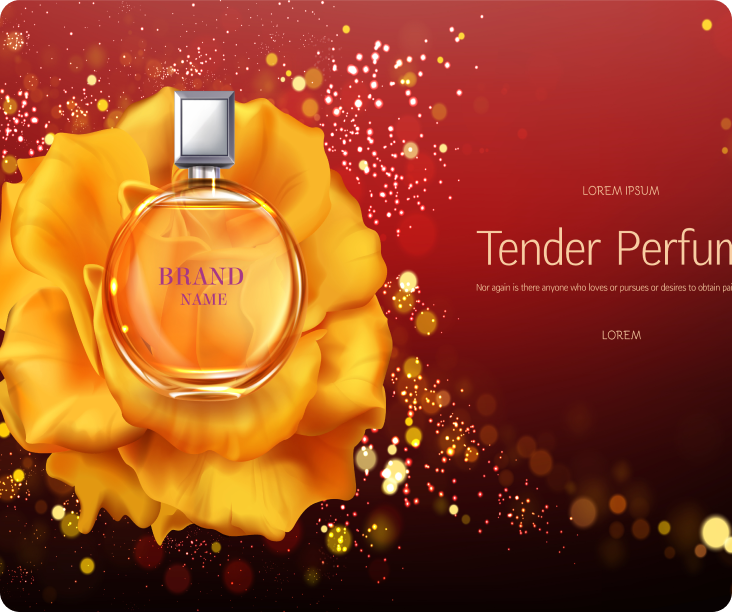 BRAND
NAME
LOREM IPSUM
Tender Perfum
Nor again is there anyone who loves or pursues or desires to obtain pai
LOREM